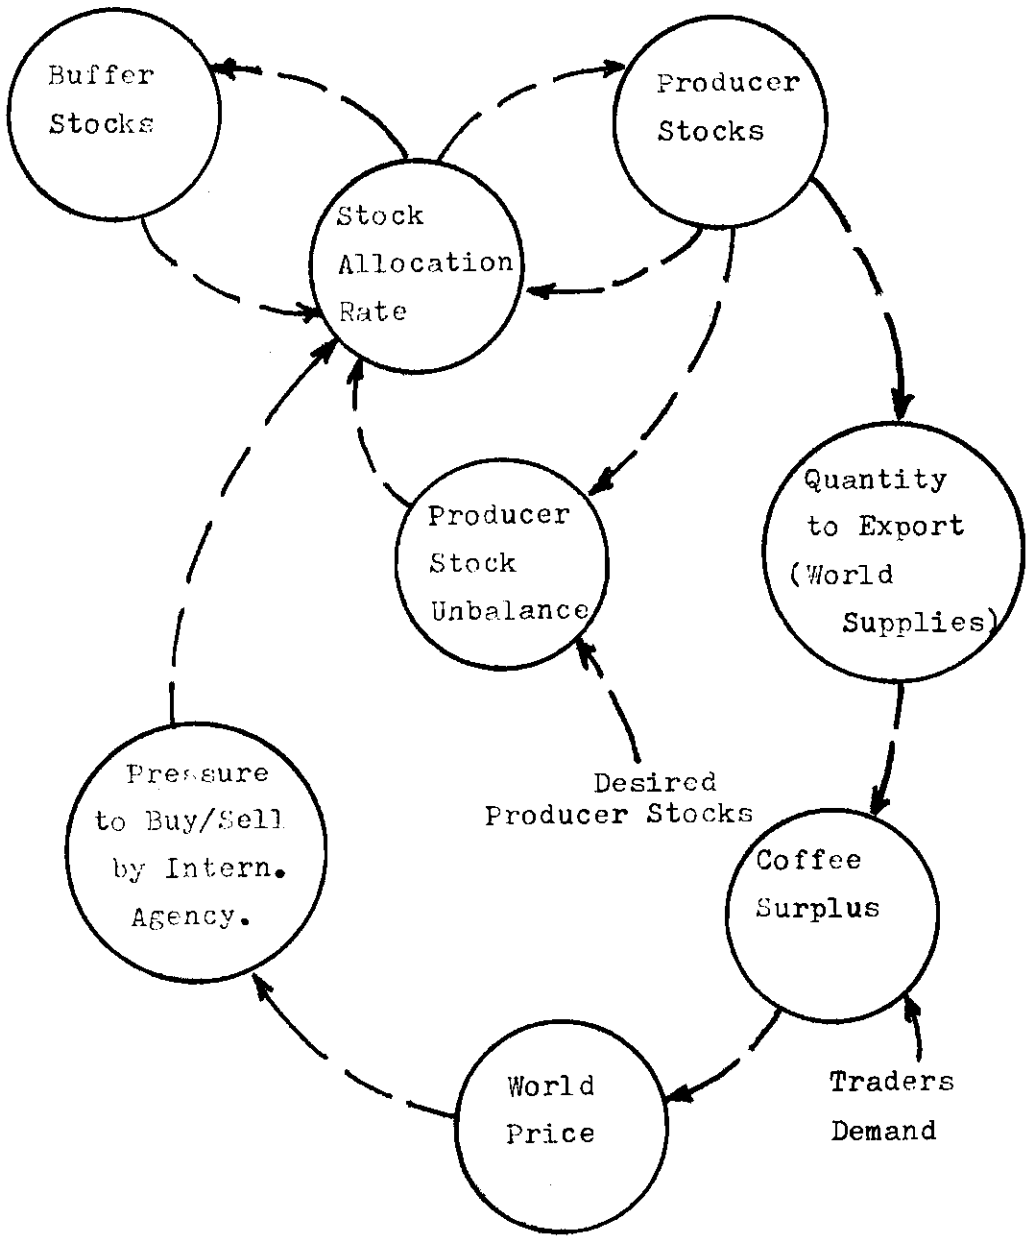 Buffer
Stocks
Producer
Stocks
Stock
Allocation
Rate
Producer
Stock
Unbalance
Quantity
to Export
(World
Supplies)
Desired
Producer Stocks
Pressure
to Buy/Sell
by Intern.
Agency.
Coffee
Surplus
World
Price
Traders
Demand